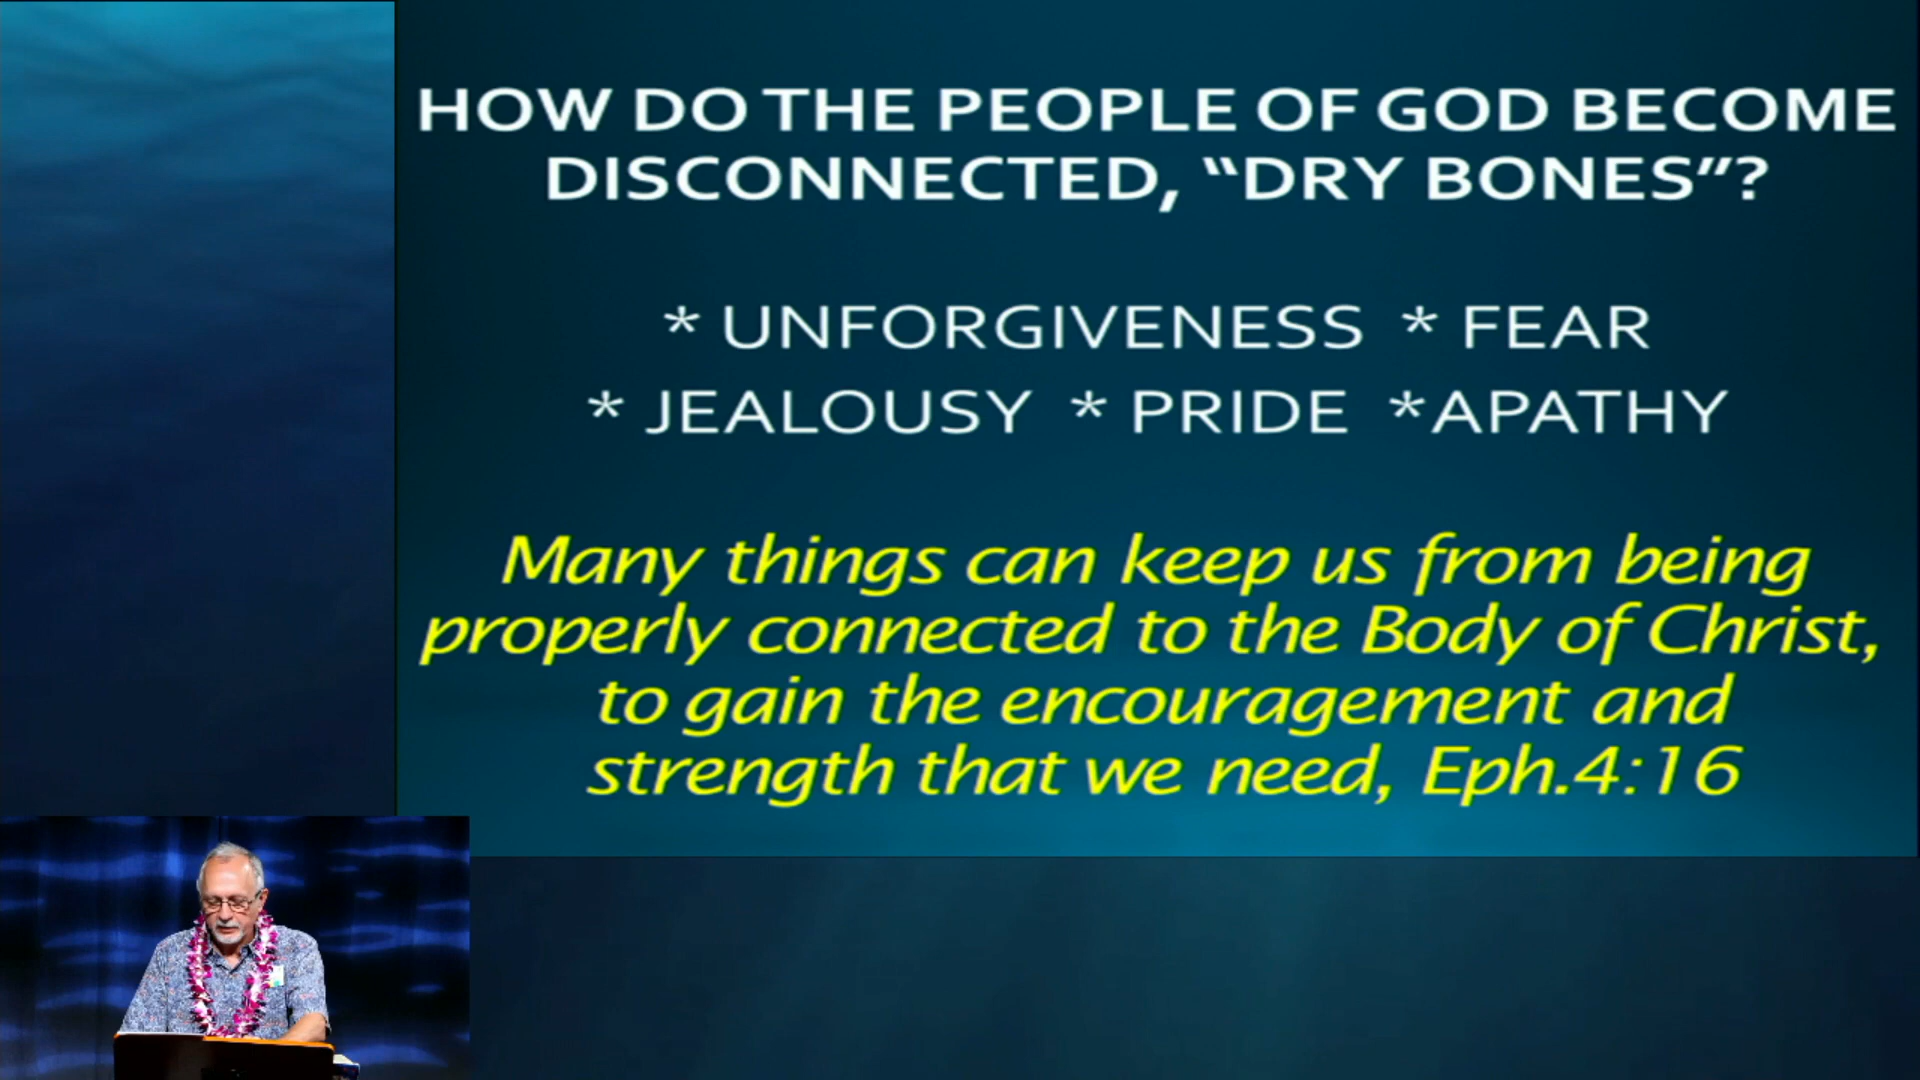 HOW DO THE PEOPLE OF GOD BECOME
DISCONNECTED, “DRY BONES”?
* UNFORGIVENESS * FEAR
* JEALOUSY * PRIDE *APATHY
Many things can keep us from being
properly connected to the Body of Christ,
to gain the encouragement and
strength that we need, Eph.4:16